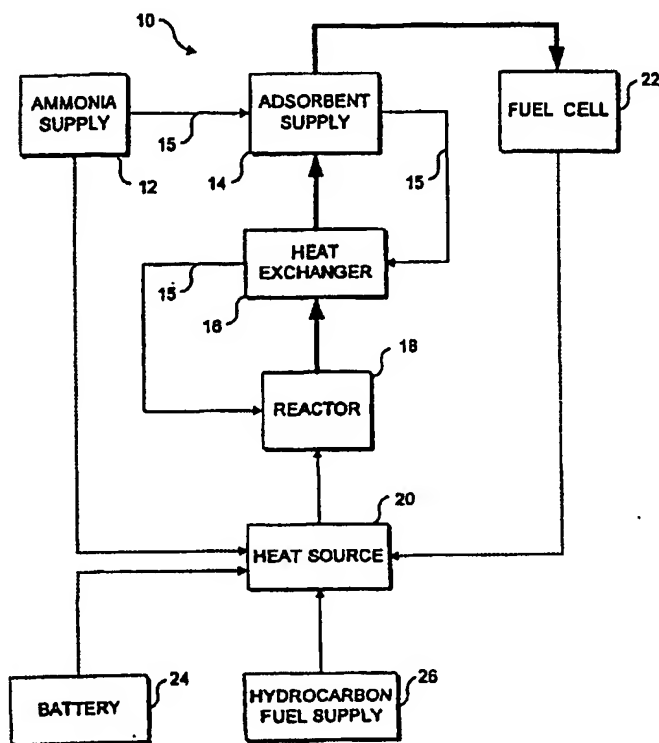 10
AMMONIA
SUPPLY
12
15
ADSORBENT
SUPPLY
14
15
FUEL CELL
22
HEAT
EXCHANGER
16
15
REACTOR
18
HEAT SOURCE
20
BATTERY
24
HYDROCARBON
FUEL SUPPLY
26